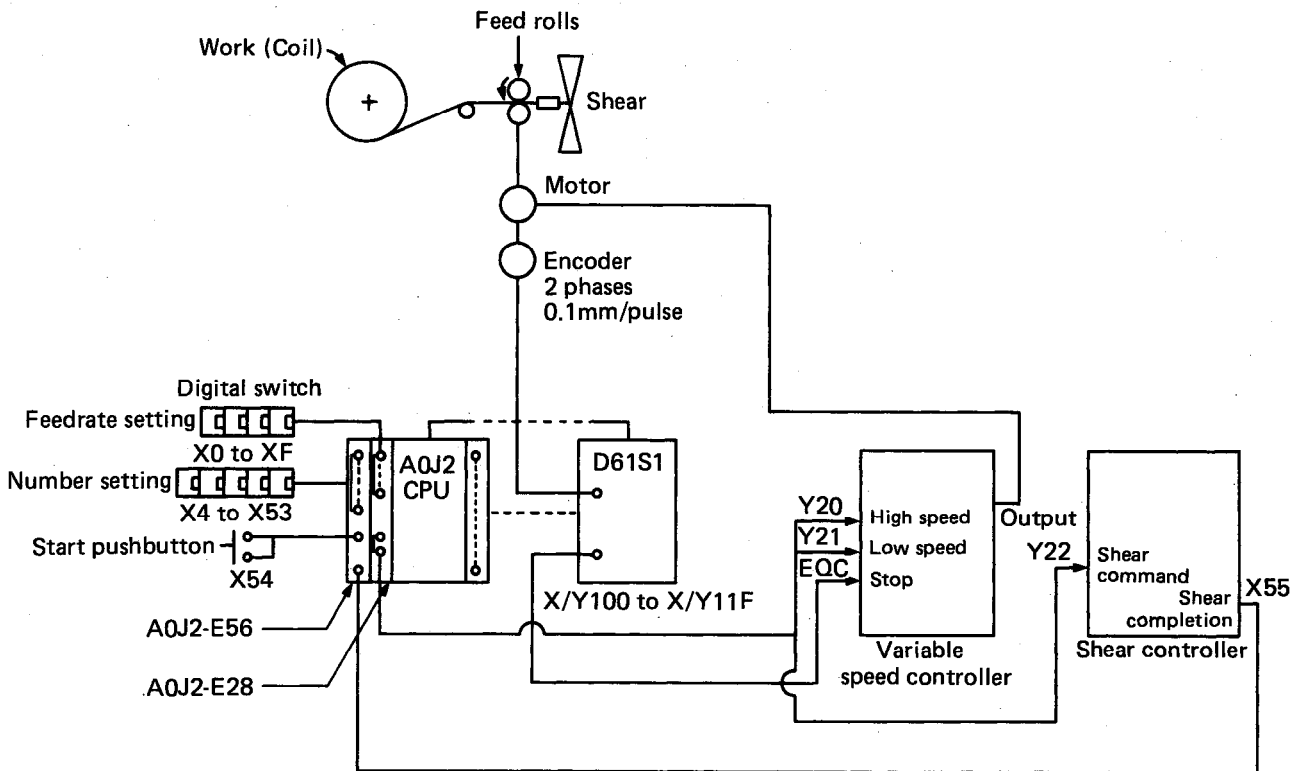 Feed rolls
Work (Coil)
Shear
Motor
Encoder
2 phases
0.1mm/pulse
Digital switch
Feedrate setting
X0 to XF
Number setting
X4 to X53
Start pushbutton
X54
A0J2
CPU
D61S1
X/Y100 to X/Y11F
A0J2-E56
A0J2-E28
Y20
Y21
EQC
High speed
Low speed
Stop
Output
Variable
speed controller
Y22
Shear
command
Shear
completion
X55
Shear controller